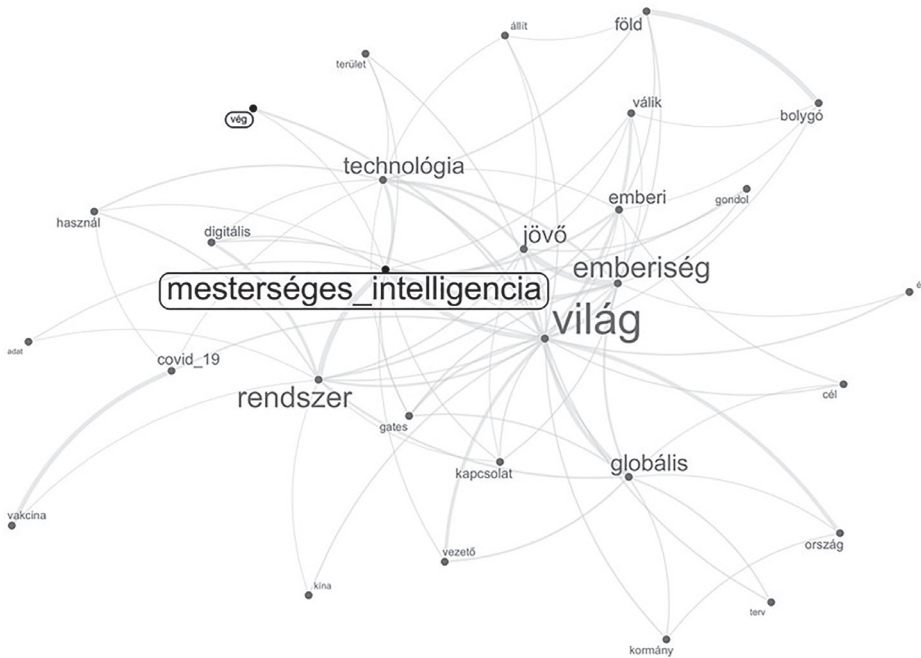 állít
föld
terület
válik
bolygó
vég
technológia
emberi
gondol
használ
digitális
jövő
emberiség
mesterséges_intelligencia
világ
adat
covid_19
rendszer
cél
gates
kapcsolat
globális
vakcina
vezető
ország
kína
terv
kormány